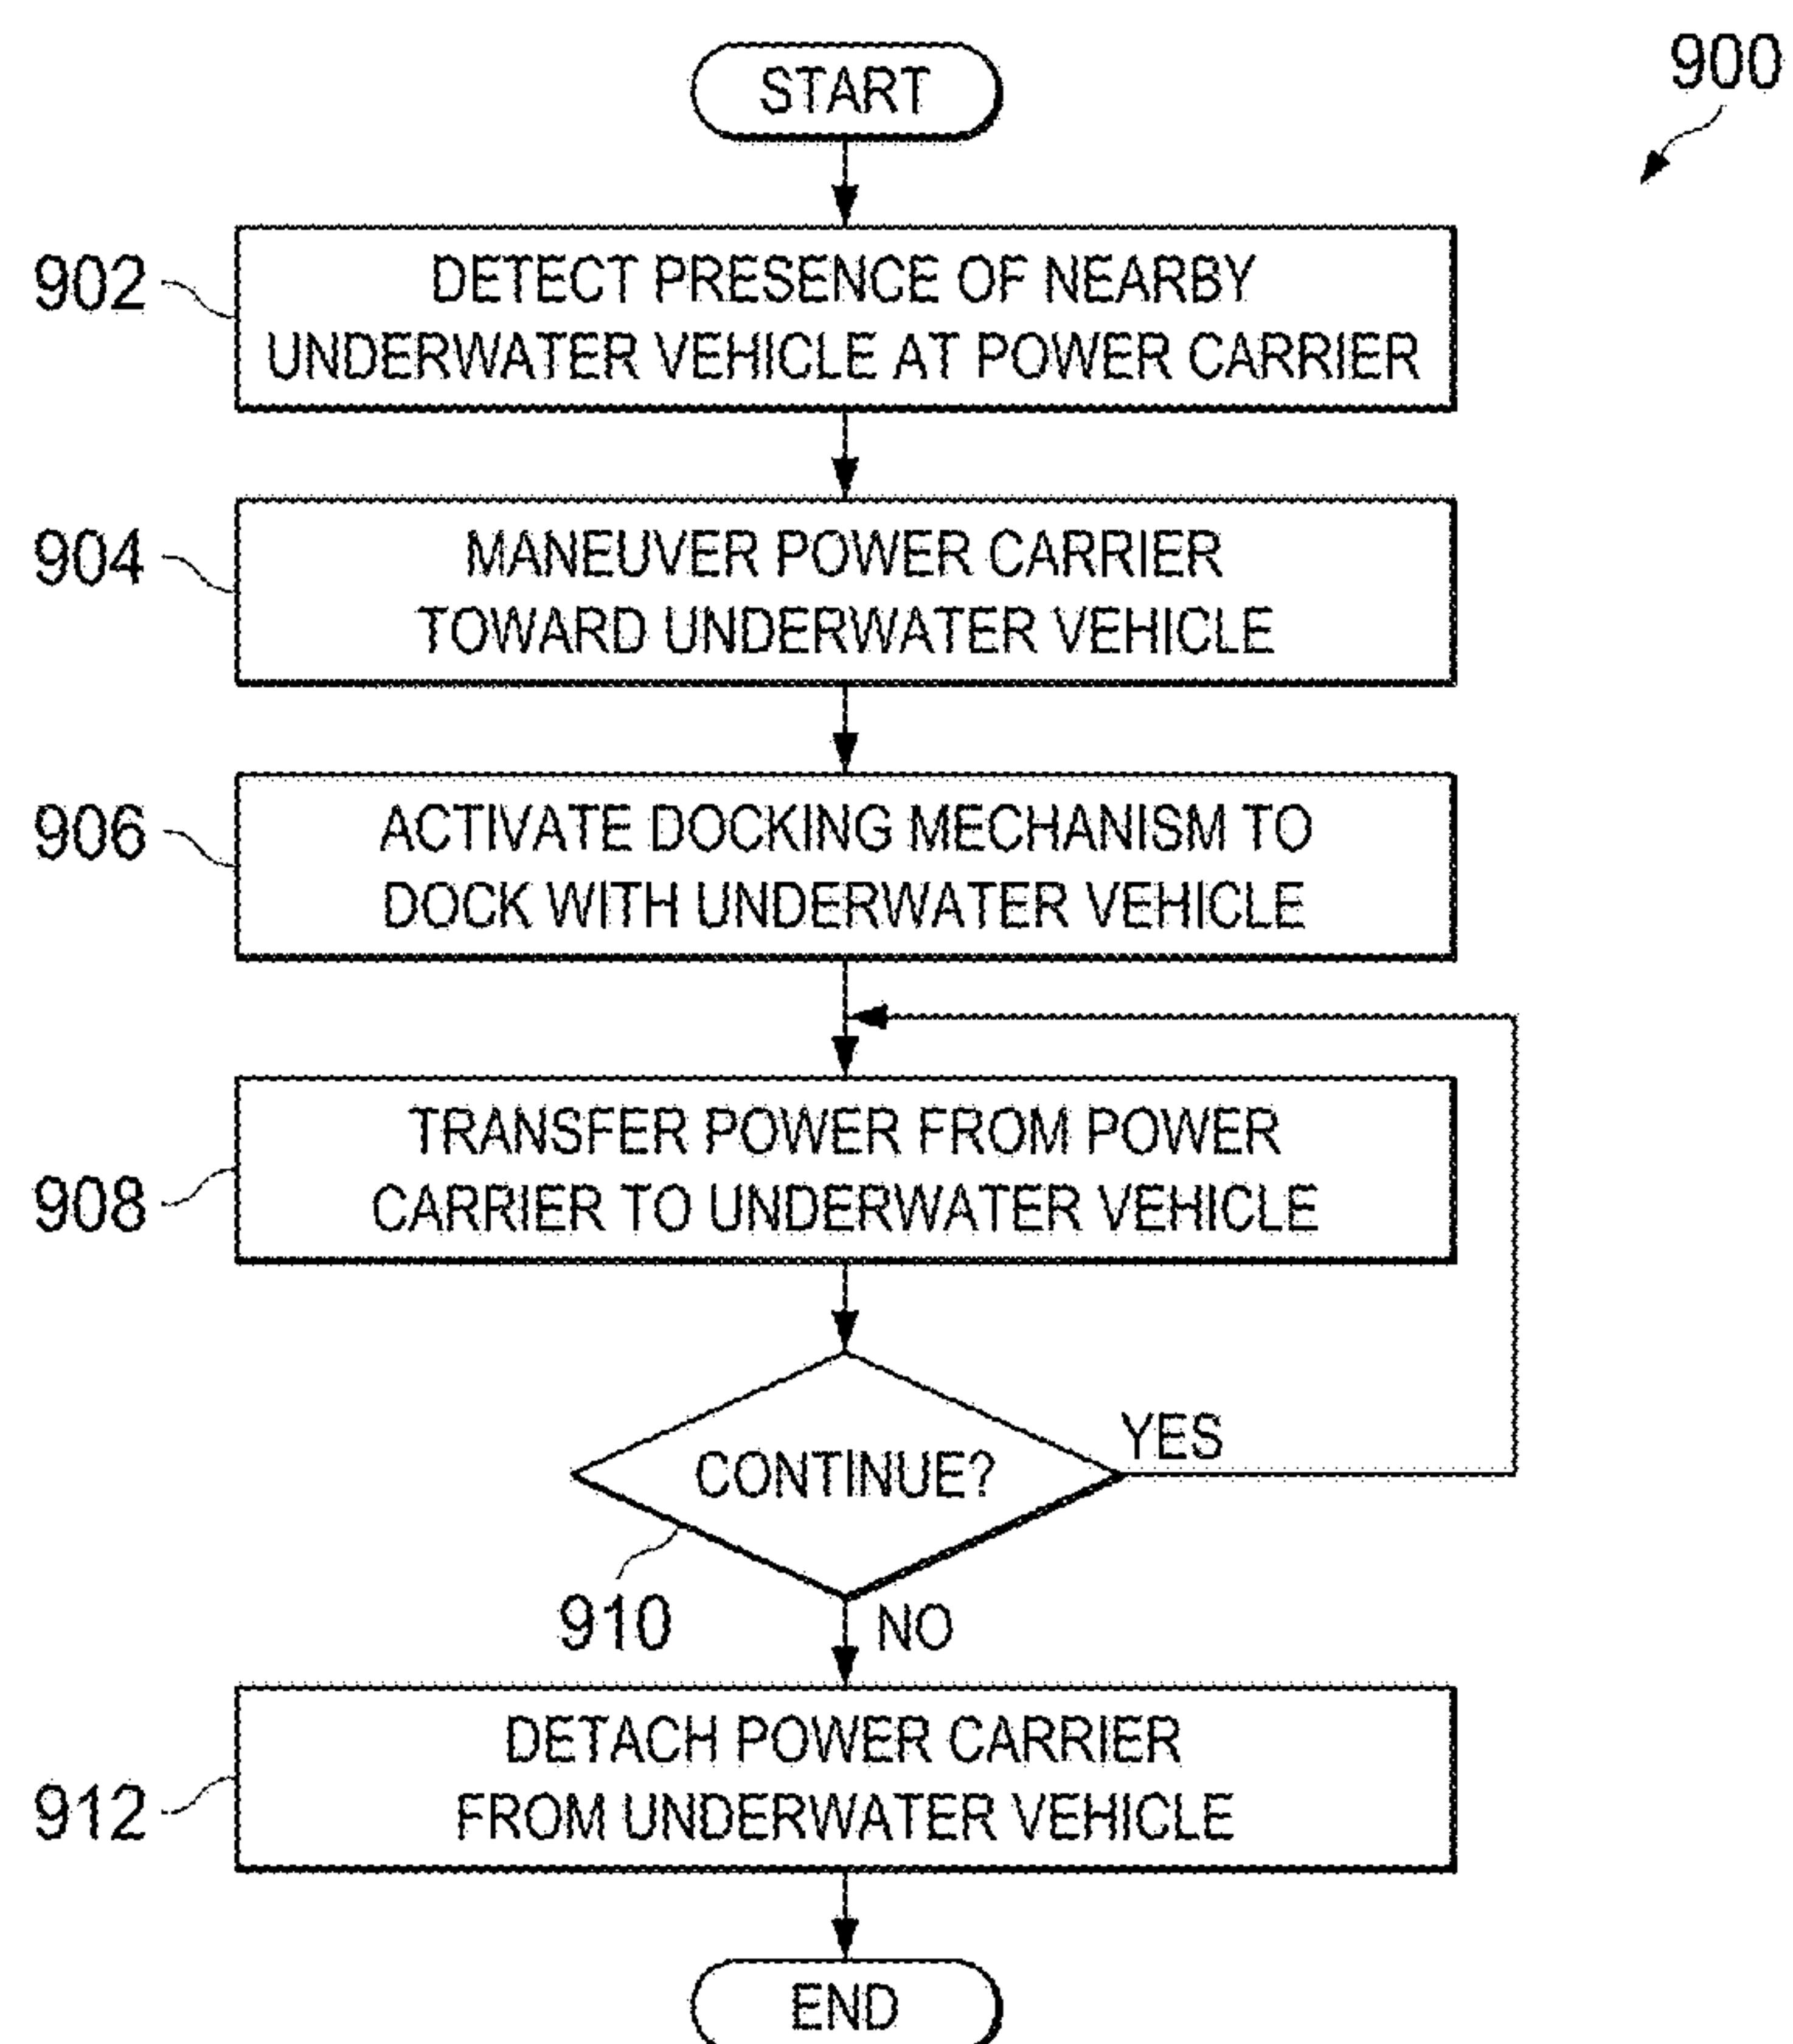 START
900
902
DETECT PRESENCE OF NEARBY
UNDERWATER VEHICLE AT POWER CARRIER
904
MANEUVER POWER CARRIER
TOWARD UNDERWATER VEHICLE
906
ACTIVATE DOCKING MECHANISM TO
DOCK WITH UNDERWATER VEHICLE
908
TRANSFER POWER FROM POWER
CARRIER TO UNDERWATER VEHICLE
CONTINUE?
YES
910
NO
912
DETACH POWER CARRIER
FROM UNDERWATER VEHICLE
END